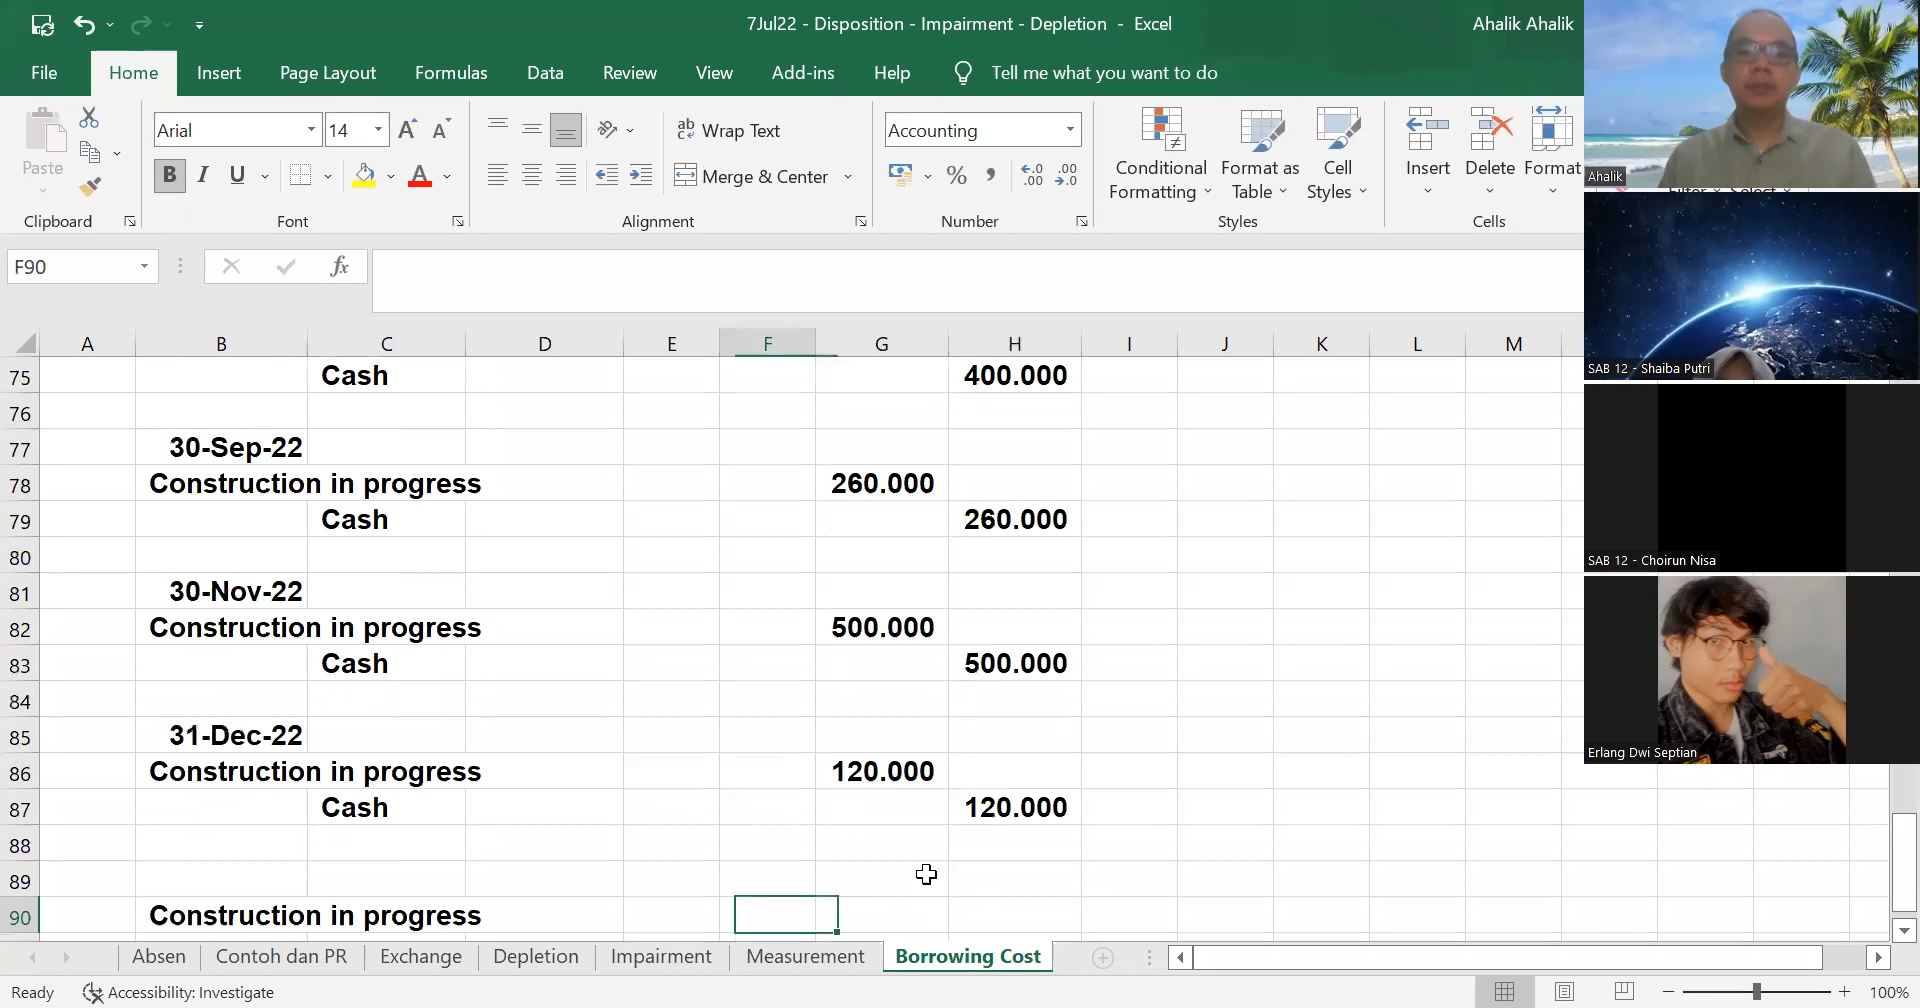 7Jul22 - Disposition - Impairment - Depletion - Excel
Ahalik Ahalik
File Home Insert Page Layout Formulas Data Review View Add-ins Help Tell me what you want to do
Paste
Clipboard
Arial 14
B I U
Font
ab Wrap Text
Merge & Center
Alignment
Accounting
% ,
Number
Conditional Formatting
Format as Table
Cell Styles
Styles
Insert
Delete
Format
Cells
F90
fx
A B C D E F G H I J K L M
75 Cash 400.000
76
77 30-Sep-22
78 Construction in progress 260.000
79 Cash 260.000
80
81 30-Nov-22
82 Construction in progress 500.000
83 Cash 500.000
84
85 31-Dec-22
86 Construction in progress 120.000
87 Cash 120.000
88
89
90 Construction in progress
Absen Contoh dan PR Exchange Depletion Impairment Measurement Borrowing Cost
Ready Accessibility: Investigate
100%
Ahalik
SAB 12 - Shaiba Putri
SAB 12 - Choirun Nisa
Erlang Dwi Septian